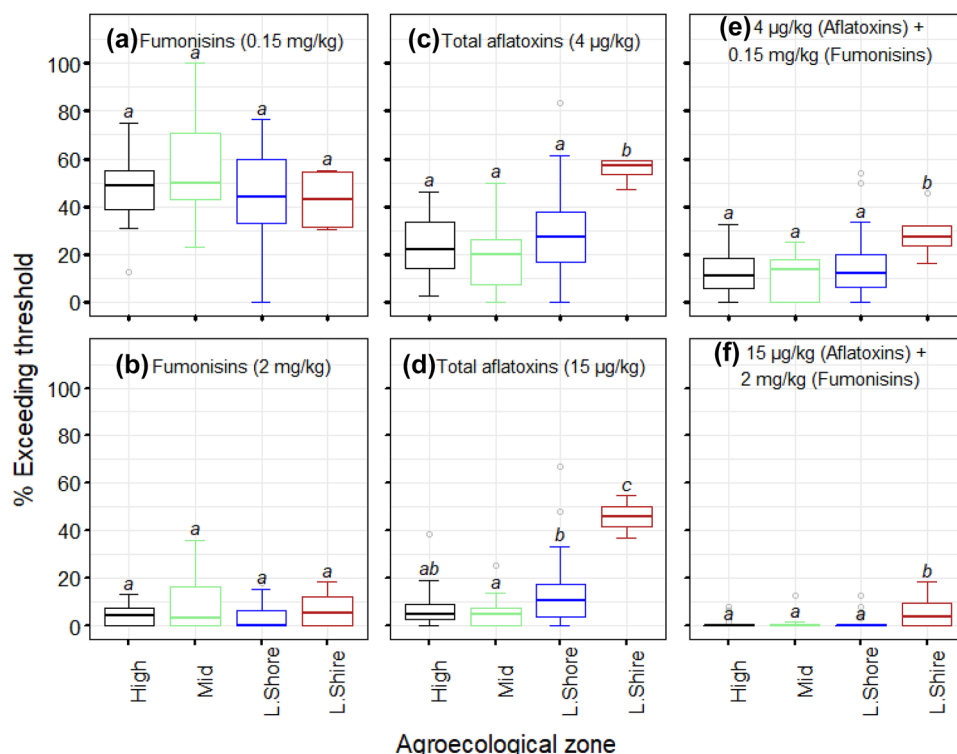 (a) Fumonisins (0.15 mg/kg)
a
a
a
a
(c) Total aflatoxins (4 µg/kg)
a
a
a
b
(e) 4 µg/kg (Aflatoxins) +
0.15 mg/kg (Fumonisins)
a
a
a
b
100
80
60
40
20
0
(b) Fumonisins (2 mg/kg)
a
a
a
a
(d) Total aflatoxins (15 µg/kg)
ab
a
b
c
(f) 15 µg/kg (Aflatoxins) +
2 mg/kg (Fumonisins)
a
a
a
b
100
80
60
40
20
0
% Exceeding threshold
High
Mid
L.Shore
L.Shire
High
Mid
L.Shore
L.Shire
High
Mid
L.Shore
L.Shire
Agroecological zone